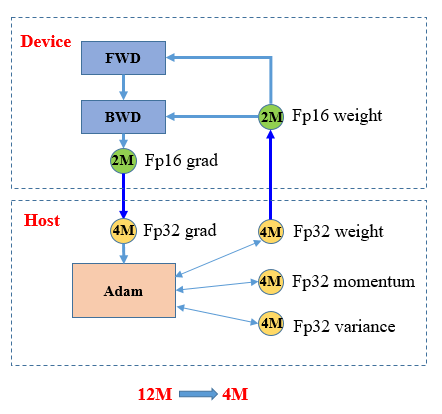 Device
FWD
BWD
2M Fp16 weight
2M Fp16 grad
Host
4M Fp32 grad
4M Fp32 weight
Adam
4M Fp32 momentum
4M Fp32 variance
12M 4M